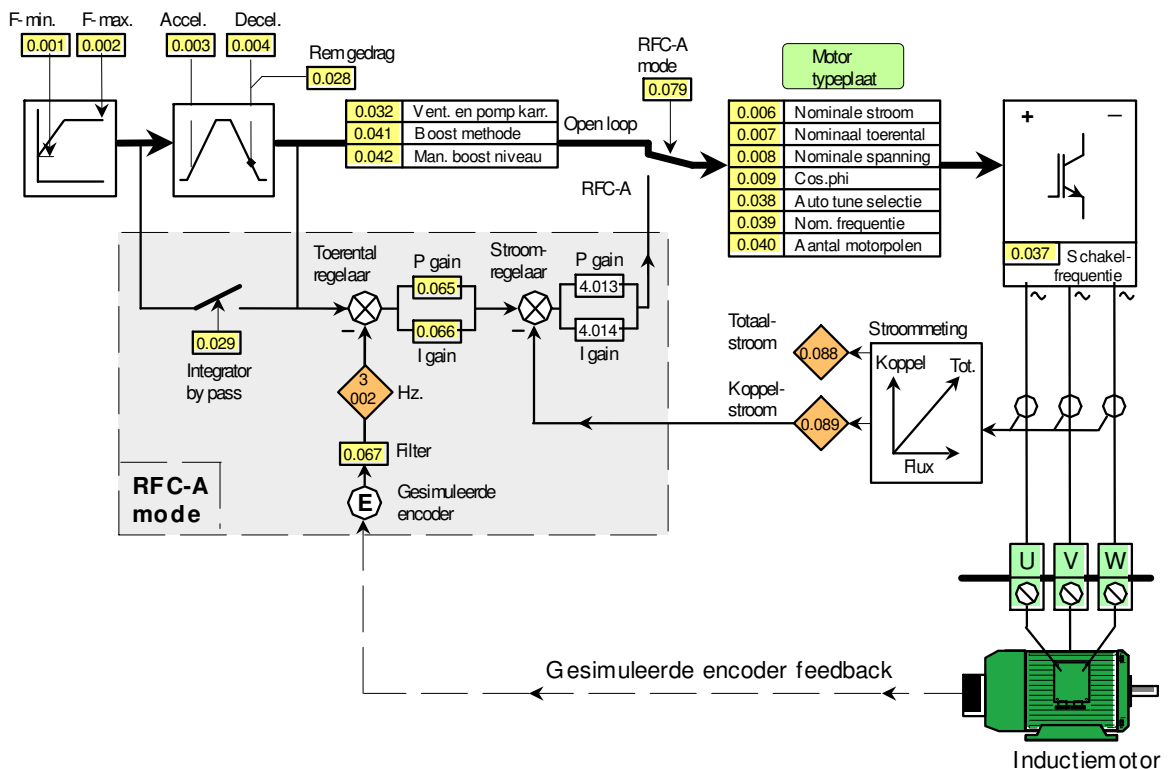 F-min.
F-max.
Accel.
Decel.
0.001
0.002
0.003
0.004
Remgedrag
0.028
RFC-A
mode
0.079
Motor
typeplaat
0.032 Vent. en pomp karr.
0.041 Boost methode
0.042 Man. boost niveau
Open loop
RFC-A
0.006 Nominale stroom
0.007 Nominaal toerental
0.008 Nominale spanning
0.009 Cos.phi
0.038 Auto tune selectie
0.039 Nom. frequentie
0.040 Aantal motorpolen
+ −
0.037 Schakel-
frequentie
~ ~ ~
Toerental
regelaar
P gain
0.065
0.066
I gain
Stroom-
regelaar
P gain
4.013
4.014
I gain
−
−
0.029
Integrator
by pass
3
002
Hz.
0.067
Filter
E
Gesimuleerde
encoder
RFC-A
mode
Totaal-
stroom
0.088
Koppel-
stroom
0.089
Stroommeting
Koppel
Tot.
Flux
U V W
Gesimuleerde encoder feedback
Inductiemotor